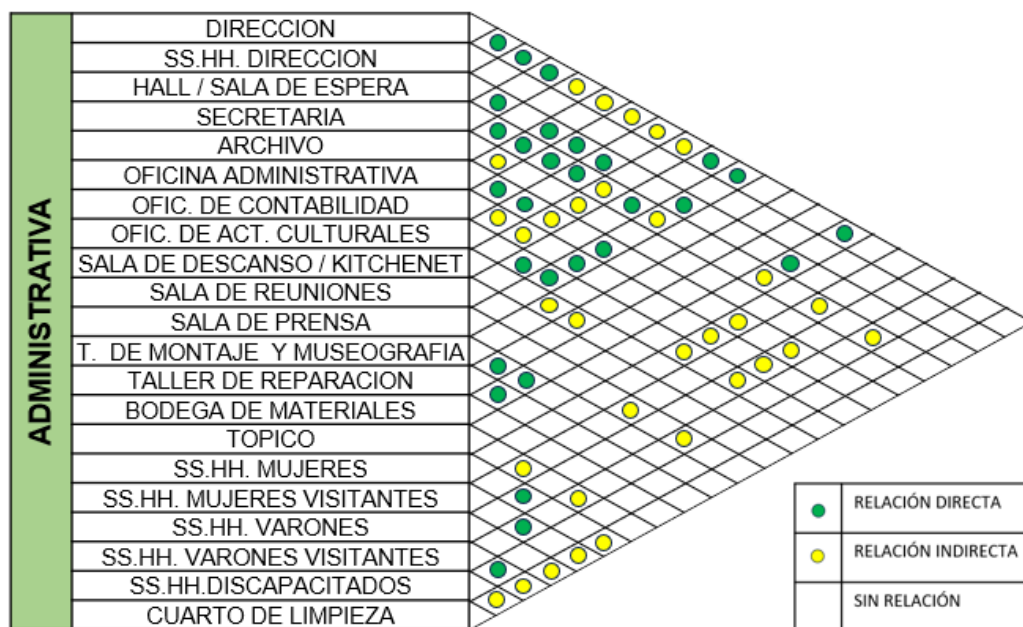 ADMINISTRATIVA
DIRECCION
SS.HH. DIRECCION
HALL / SALA DE ESPERA
SECRETARIA
ARCHIVO
OFICINA ADMINISTRATIVA
OFIC. DE CONTABILIDAD
OFIC. DE ACT. CULTURALES
SALA DE DESCANSO / KITCHENET
SALA DE REUNIONES
SALA DE PRENSA
T. DE MONTAJE Y MUSEOGRAFIA
TALLER DE REPARACION
BODEGA DE MATERIALES
TOPICO
SS.HH. MUJERES
SS.HH. MUJERES VISITANTES
SS.HH. VARONES
SS.HH. VARONES VISITANTES
SS.HH.DISCAPACITADOS
CUARTO DE LIMPIEZA
RELACIÓN DIRECTA
RELACIÓN INDIRECTA
SIN RELACIÓN